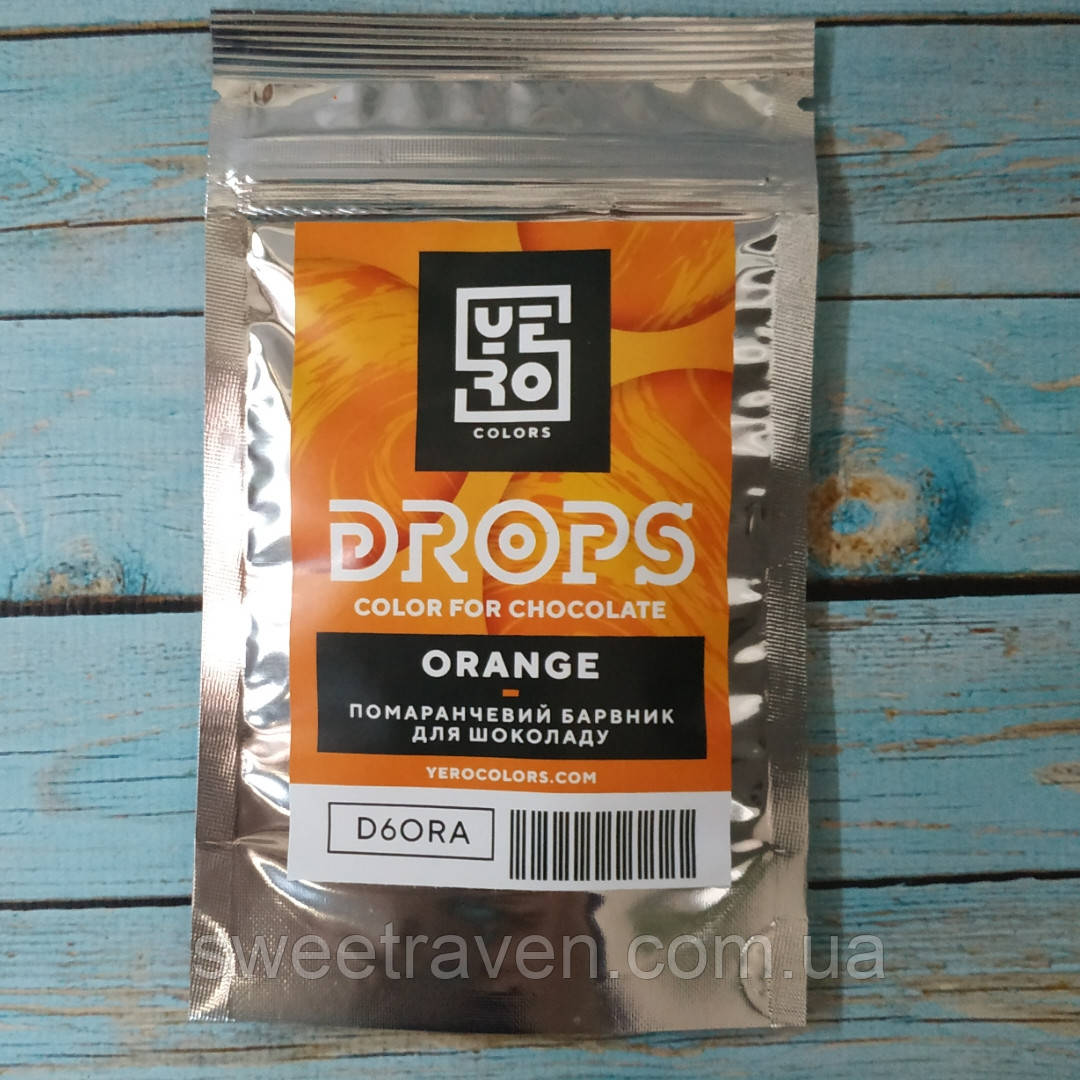 YE-
RO
COLORS
DROPS
COLOR FOR CHOCOLATE
ORANGE
ПОМАРАНЧЕВИЙ БАРВНИК
ДЛЯ ШОКОЛАДУ
YEROCOLORS.COM
D6ORA
sweetraven.com.ua